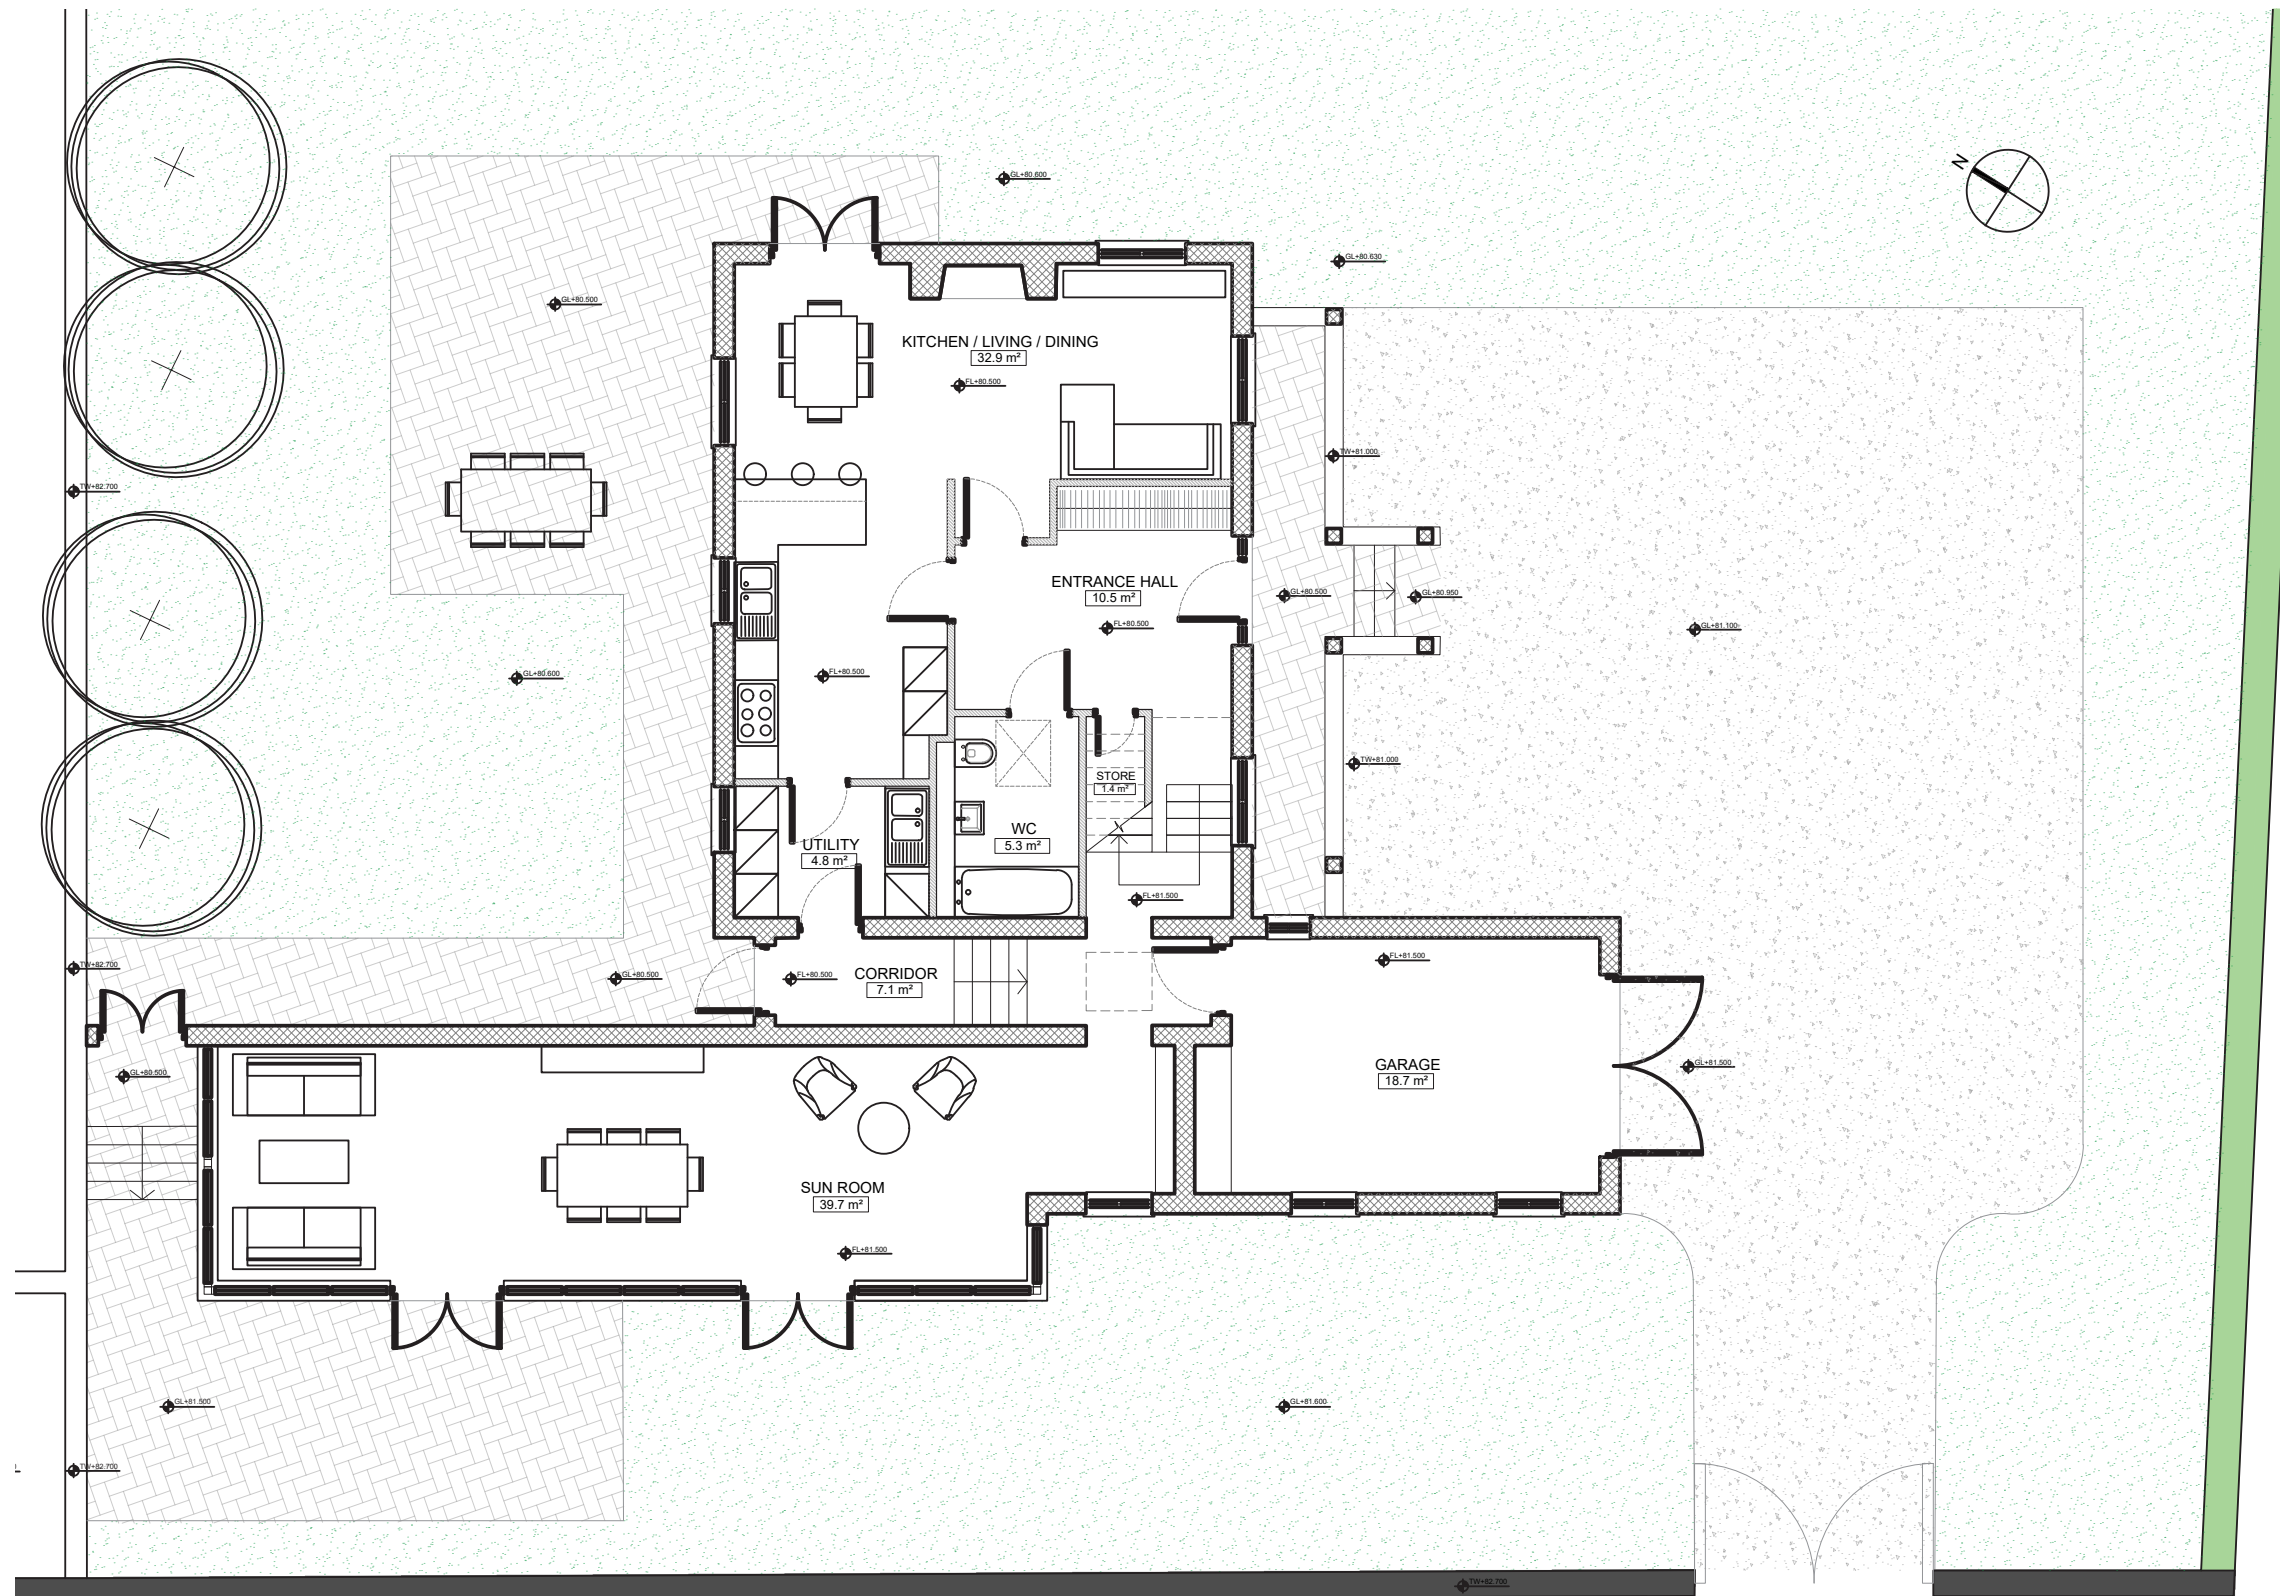 GL+80.600
N
GL+80.630
GL+80.500
KITCHEN / LIVING / DINING
32.9 m²
FL+80.500
TW+81.000
TW+82.700
ENTRANCE HALL
10.5 m²
GL+80.500
GL+80.950
FL+80.500
GL+81.100
GL+80.600
FL+80.500
TW+81.000
STORE
1.4 m²
WC
5.3 m²
UTILITY
4.8 m²
FL+81.500
TW+82.700
GL+80.500
FL+80.500
CORRIDOR
7.1 m²
FL+81.500
GARAGE
18.7 m²
GL+81.500
GL+80.500
SUN ROOM
39.7 m²
FL+81.500
GL+81.500
GL+81.600
TW+82.700
TW+82.700